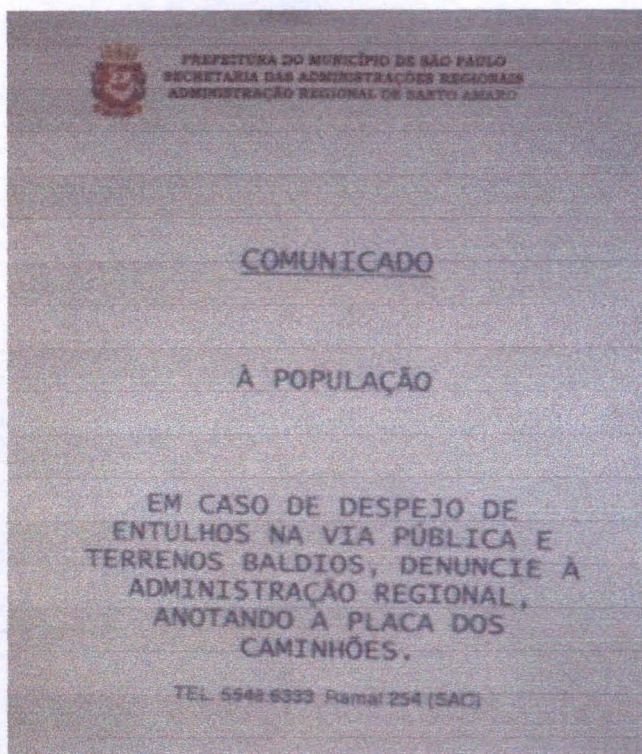 PREFEITURA DO MUNICÍPIO DE SÃO PAULO
SECRETARIA DAS ADMINISTRAÇÕES REGIONAIS
ADMINISTRAÇÃO REGIONAL DE SANTO AMARO
COMUNICADO
À POPULAÇÃO
EM CASO DE DESPEJO DE
ENTULHOS NA VIA PÚBLICA E
TERRENOS BALDIOS, DENUNCIE À
ADMINISTRAÇÃO REGIONAL,
ANOTANDO A PLACA DOS
CAMINHÕES.
TEL. Ramal 254 (SAC)